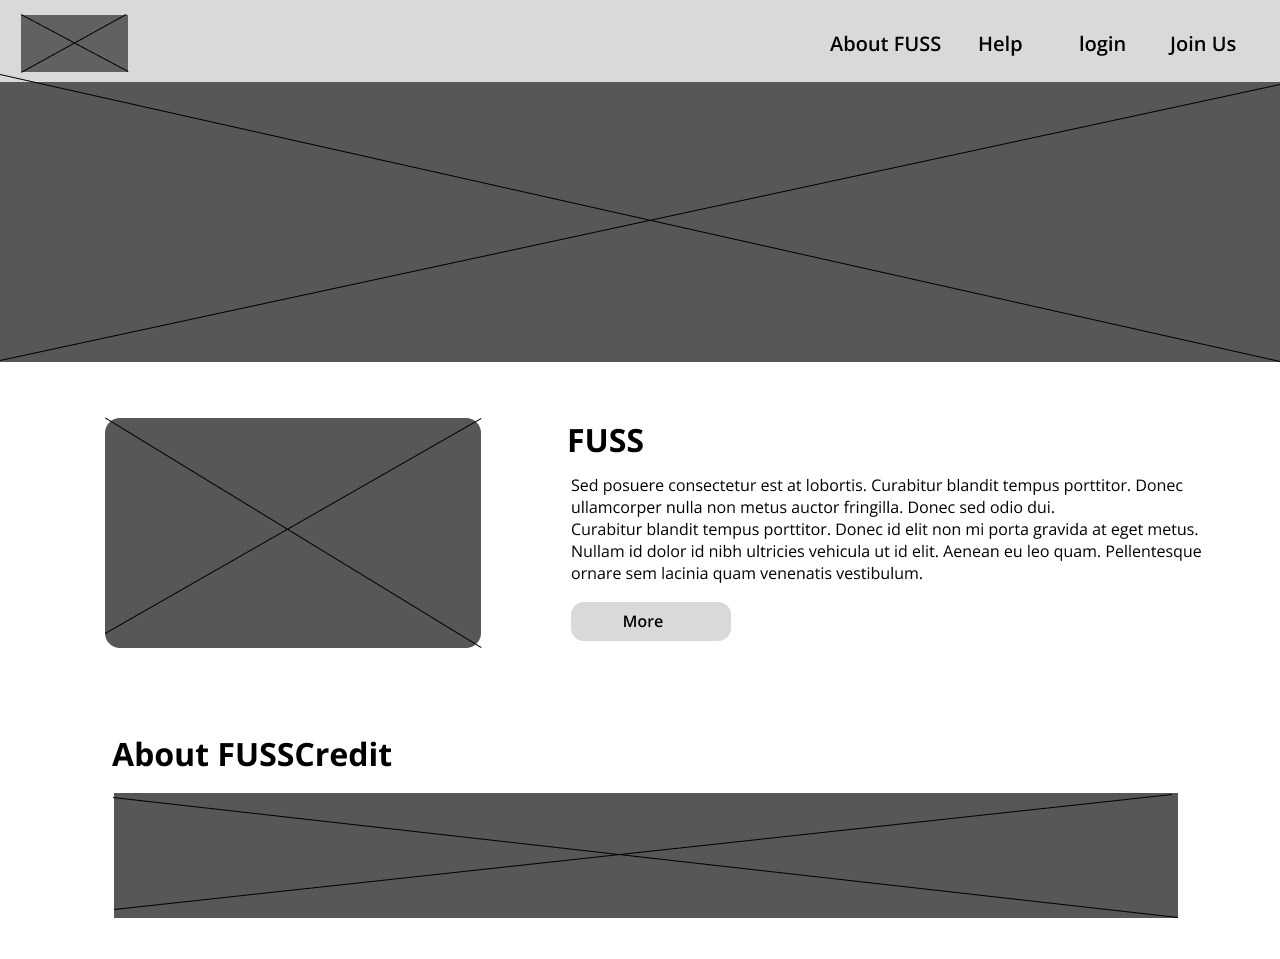 About FUSS Help login Join Us
FUSS
Sed posuere consectetur est at lobortis. Curabitur blandit tempus porttitor. Donec
ullamcorper nulla non metus auctor fringilla. Donec sed odio dui.
Curabitur blandit tempus porttitor. Donec id elit non mi porta gravida at eget metus.
Nullam id dolor id nibh ultricies vehicula ut id elit. Aenean eu leo quam. Pellentesque
ornare sem lacinia quam venenatis vestibulum.
More
About FUSSCredit